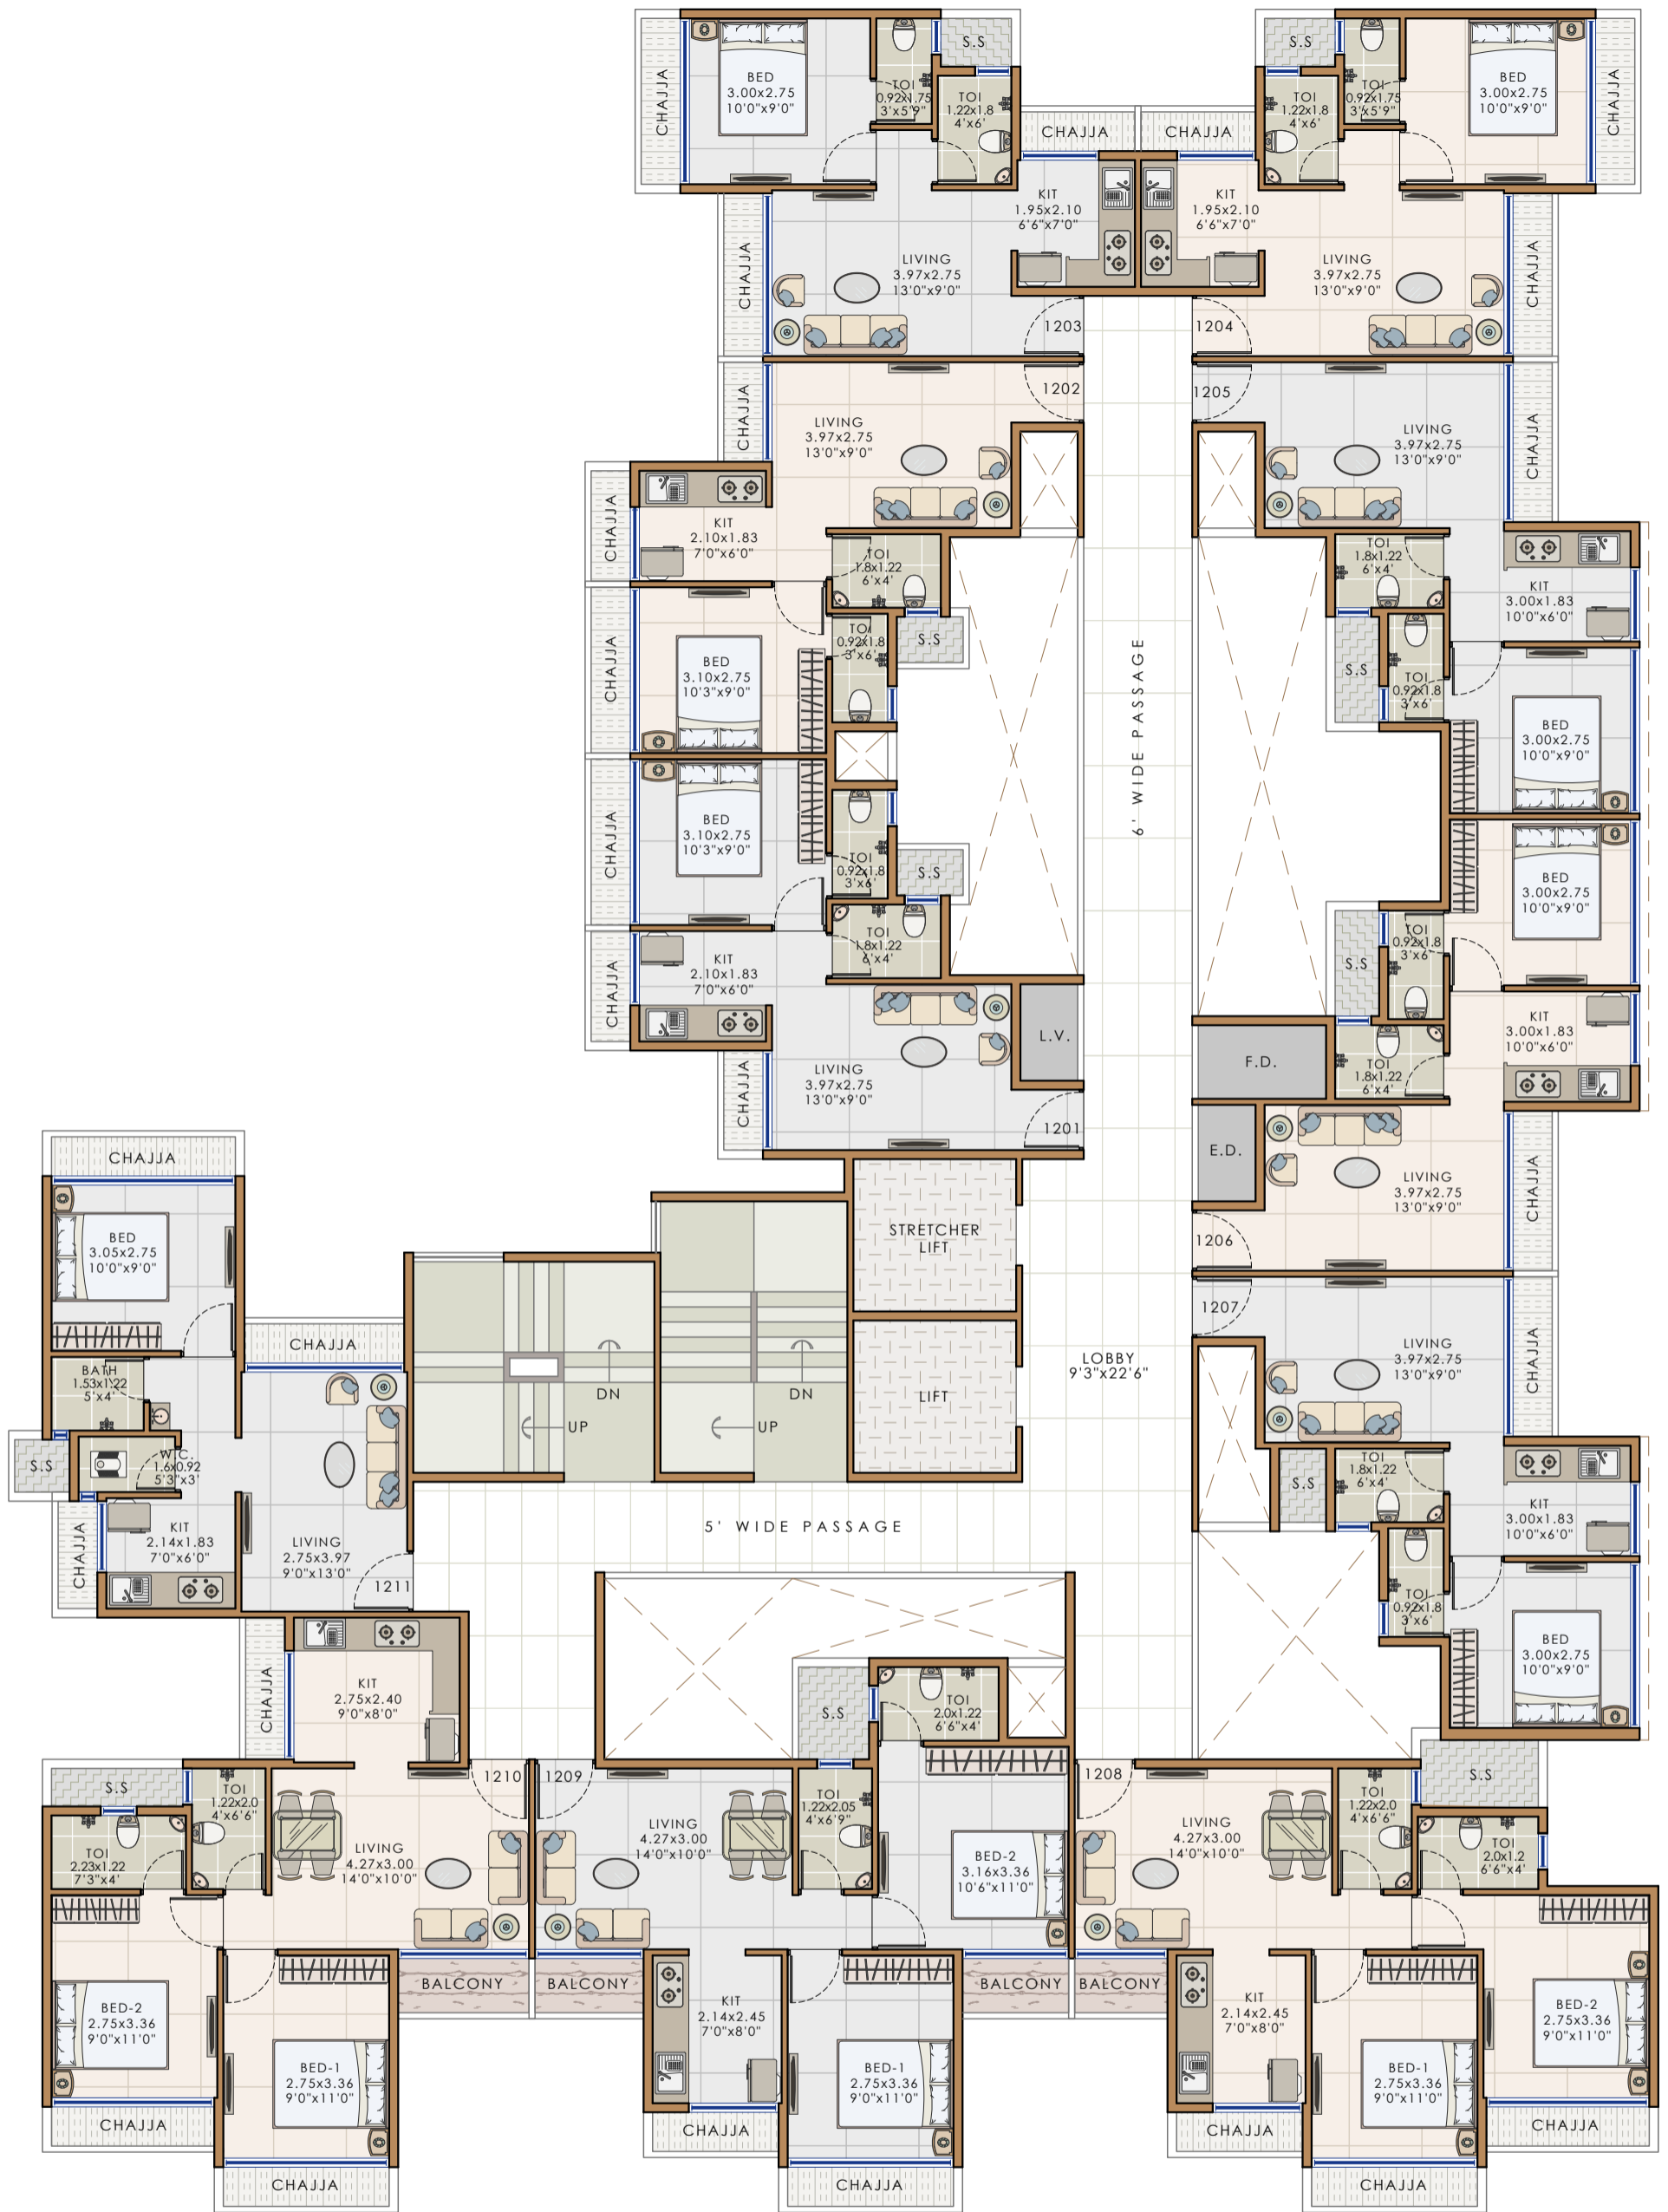 CHAJJA
BED
3.00x2.75
10'0"x9'0"
TOI
0.92x1.75
3'x5'9"
S.S
TOI
1.22x1.8
4'x6'
CHAJJA
KIT
1.95x2.10
6'6"x7'0"
CHAJJA
LIVING
3.97x2.75
13'0"x9'0"
1203
S.S
TOI
0.92x1.75
3'x5'9"
TOI
1.22x1.8
4'x6'
BED
3.00x2.75
10'0"x9'0"
CHAJJA
CHAJJA
KIT
1.95x2.10
6'6"x7'0"
LIVING
3.97x2.75
13'0"x9'0"
CHAJJA
1204
CHAJJA
1202
LIVING
3.97x2.75
13'0"x9'0"
CHAJJA
KIT
2.10x1.83
7'0"x6'0"
TOI
1.8x1.22
6'x4'
CHAJJA
BED
3.10x2.75
10'3"x9'0"
TOI
0.92x1.8
3'x6'
S.S
1205
LIVING
3.97x2.75
13'0"x9'0"
CHAJJA
TOI
1.8x1.22
6'x4'
KIT
3.00x1.83
10'0"x6'0"
S.S
TOI
0.92x1.8
3'x6'
BED
3.00x2.75
10'0"x9'0"
6' WIDE PASSAGE
CHAJJA
BED
3.10x2.75
10'3"x9'0"
TOI
0.92x1.8
3'x6'
S.S
TOI
1.8x1.22
6'x4'
CHAJJA
KIT
2.10x1.83
7'0"x6'0"
CHAJJA
LIVING
3.97x2.75
13'0"x9'0"
L.V.
1201
BED
3.00x2.75
10'0"x9'0"
S.S
TOI
0.92x1.8
3'x6'
KIT
3.00x1.83
10'0"x6'0"
F.D.
TOI
1.8x1.22
6'x4'
E.D.
LIVING
3.97x2.75
13'0"x9'0"
CHAJJA
1206
STRETCHER
LIFT
LIFT
LOBBY
9'3"x22'6"
DN
UP
DN
UP
5' WIDE PASSAGE
1207
LIVING
3.97x2.75
13'0"x9'0"
CHAJJA
S.S
TOI
1.8x1.22
6'x4'
KIT
3.00x1.83
10'0"x6'0"
TOI
0.92x1.8
3'x6'
BED
3.00x2.75
10'0"x9'0"
CHAJJA
BED
3.05x2.75
10'0"x9'0"
CHAJJA
BATH
1.53x1.22
5'x4'
S.S
W.C.
1.6x0.92
5'3"x3'
CHAJJA
KIT
2.14x1.83
7'0"x6'0"
LIVING
2.75x3.97
9'0"x13'0"
1211
CHAJJA
KIT
2.75x2.40
9'0"x8'0"
S.S
TOI
1.22x2.0
4'x6'6"
TOI
2.23x1.22
7'3"x4'
LIVING
4.27x3.00
14'0"x10'0"
1210
BED-2
2.75x3.36
9'0"x11'0"
BED-1
2.75x3.36
9'0"x11'0"
BALCONY
CHAJJA
CHAJJA
1209
LIVING
4.27x3.00
14'0"x10'0"
S.S
TOI
2.0x1.22
6'6"x4'
TOI
1.22x2.05
4'x6'9"
BED-2
3.16x3.36
10'6"x11'0"
BALCONY
KIT
2.14x2.45
7'0"x8'0"
BED-1
2.75x3.36
9'0"x11'0"
BALCONY
CHAJJA
CHAJJA
1208
LIVING
4.27x3.00
14'0"x10'0"
S.S
TOI
1.22x2.0
4'x6'6"
TOI
2.0x1.2
6'6"x4'
BALCONY
KIT
2.14x2.45
7'0"x8'0"
BED-1
2.75x3.36
9'0"x11'0"
BED-2
2.75x3.36
9'0"x11'0"
CHAJJA
CHAJJA
CHAJJA